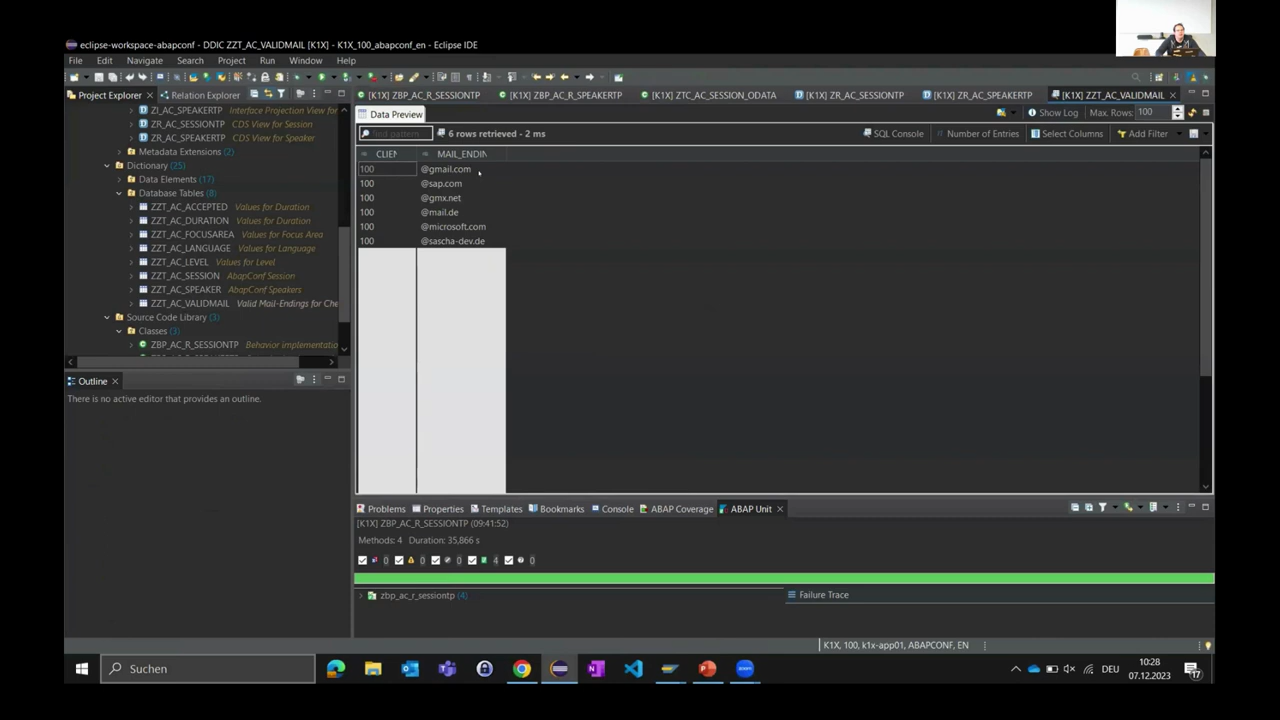 eclipse-workspace-abapconf - DDIC ZZT_AC_VALIDMAIL [K1X] - K1X_100_abapconf_en - Eclipse IDE
File Edit Navigate Search Project Run Window Help
Project Explorer Relation Explorer
[K1X] ZBP_AC_R_SESSIONTP [K1X] ZBP_AC_R_SPEAKERTP [K1X] ZTC_AC_SESSION_ODATA [K1X] ZR_AC_SESSIONTP [K1X] ZR_AC_SPEAKERTP [K1X] ZZT_AC_VALIDMAIL
ZI_AC_SPEAKERTP Interface Projection View for
ZR_AC_SESSIONTP CDS View for Session
ZR_AC_SPEAKERTP CDS View for Speaker
Metadata Extensions (2)
Dictionary (25)
Data Elements (17)
Database Tables (8)
ZZT_AC_ACCEPTED Values for Duration
ZZT_AC_DURATION Values for Duration
ZZT_AC_FOCUSAREA Values for Focus Area
ZZT_AC_LANGUAGE Values for Language
ZZT_AC_LEVEL Values for Level
ZZT_AC_SESSION AbapConf Session
ZZT_AC_SPEAKER AbapConf Speakers
ZZT_AC_VALIDMAIL Valid Mail-Endings for Che
Source Code Library (3)
Classes (3)
ZBP_AC_R_SESSIONTP Behavior implementatio
Outline
There is no active editor that provides an outline.
Data Preview
Max. Rows: 100
find pattern 6 rows retrieved - 2 ms SQL Console Number of Entries Show Log Select Columns Add Filter
CLIEN MAIL_ENDIN
100 @gmail.com
100 @sap.com
100 @gmx.net
100 @mail.de
100 @microsoft.com
100 @sascha-dev.de
Problems Properties Templates Bookmarks Console ABAP Coverage ABAP Unit
[K1X] ZBP_AC_R_SESSIONTP (09:41:52)
Methods: 4 Duration: 35,866 s
0 0 0 4 0
zbp_ac_r_sessiontp (4)
Failure Trace
K1X, 100, k1x-app01, ABAPCONF, EN
Suchen
DEU
10:28
07.12.2023
17